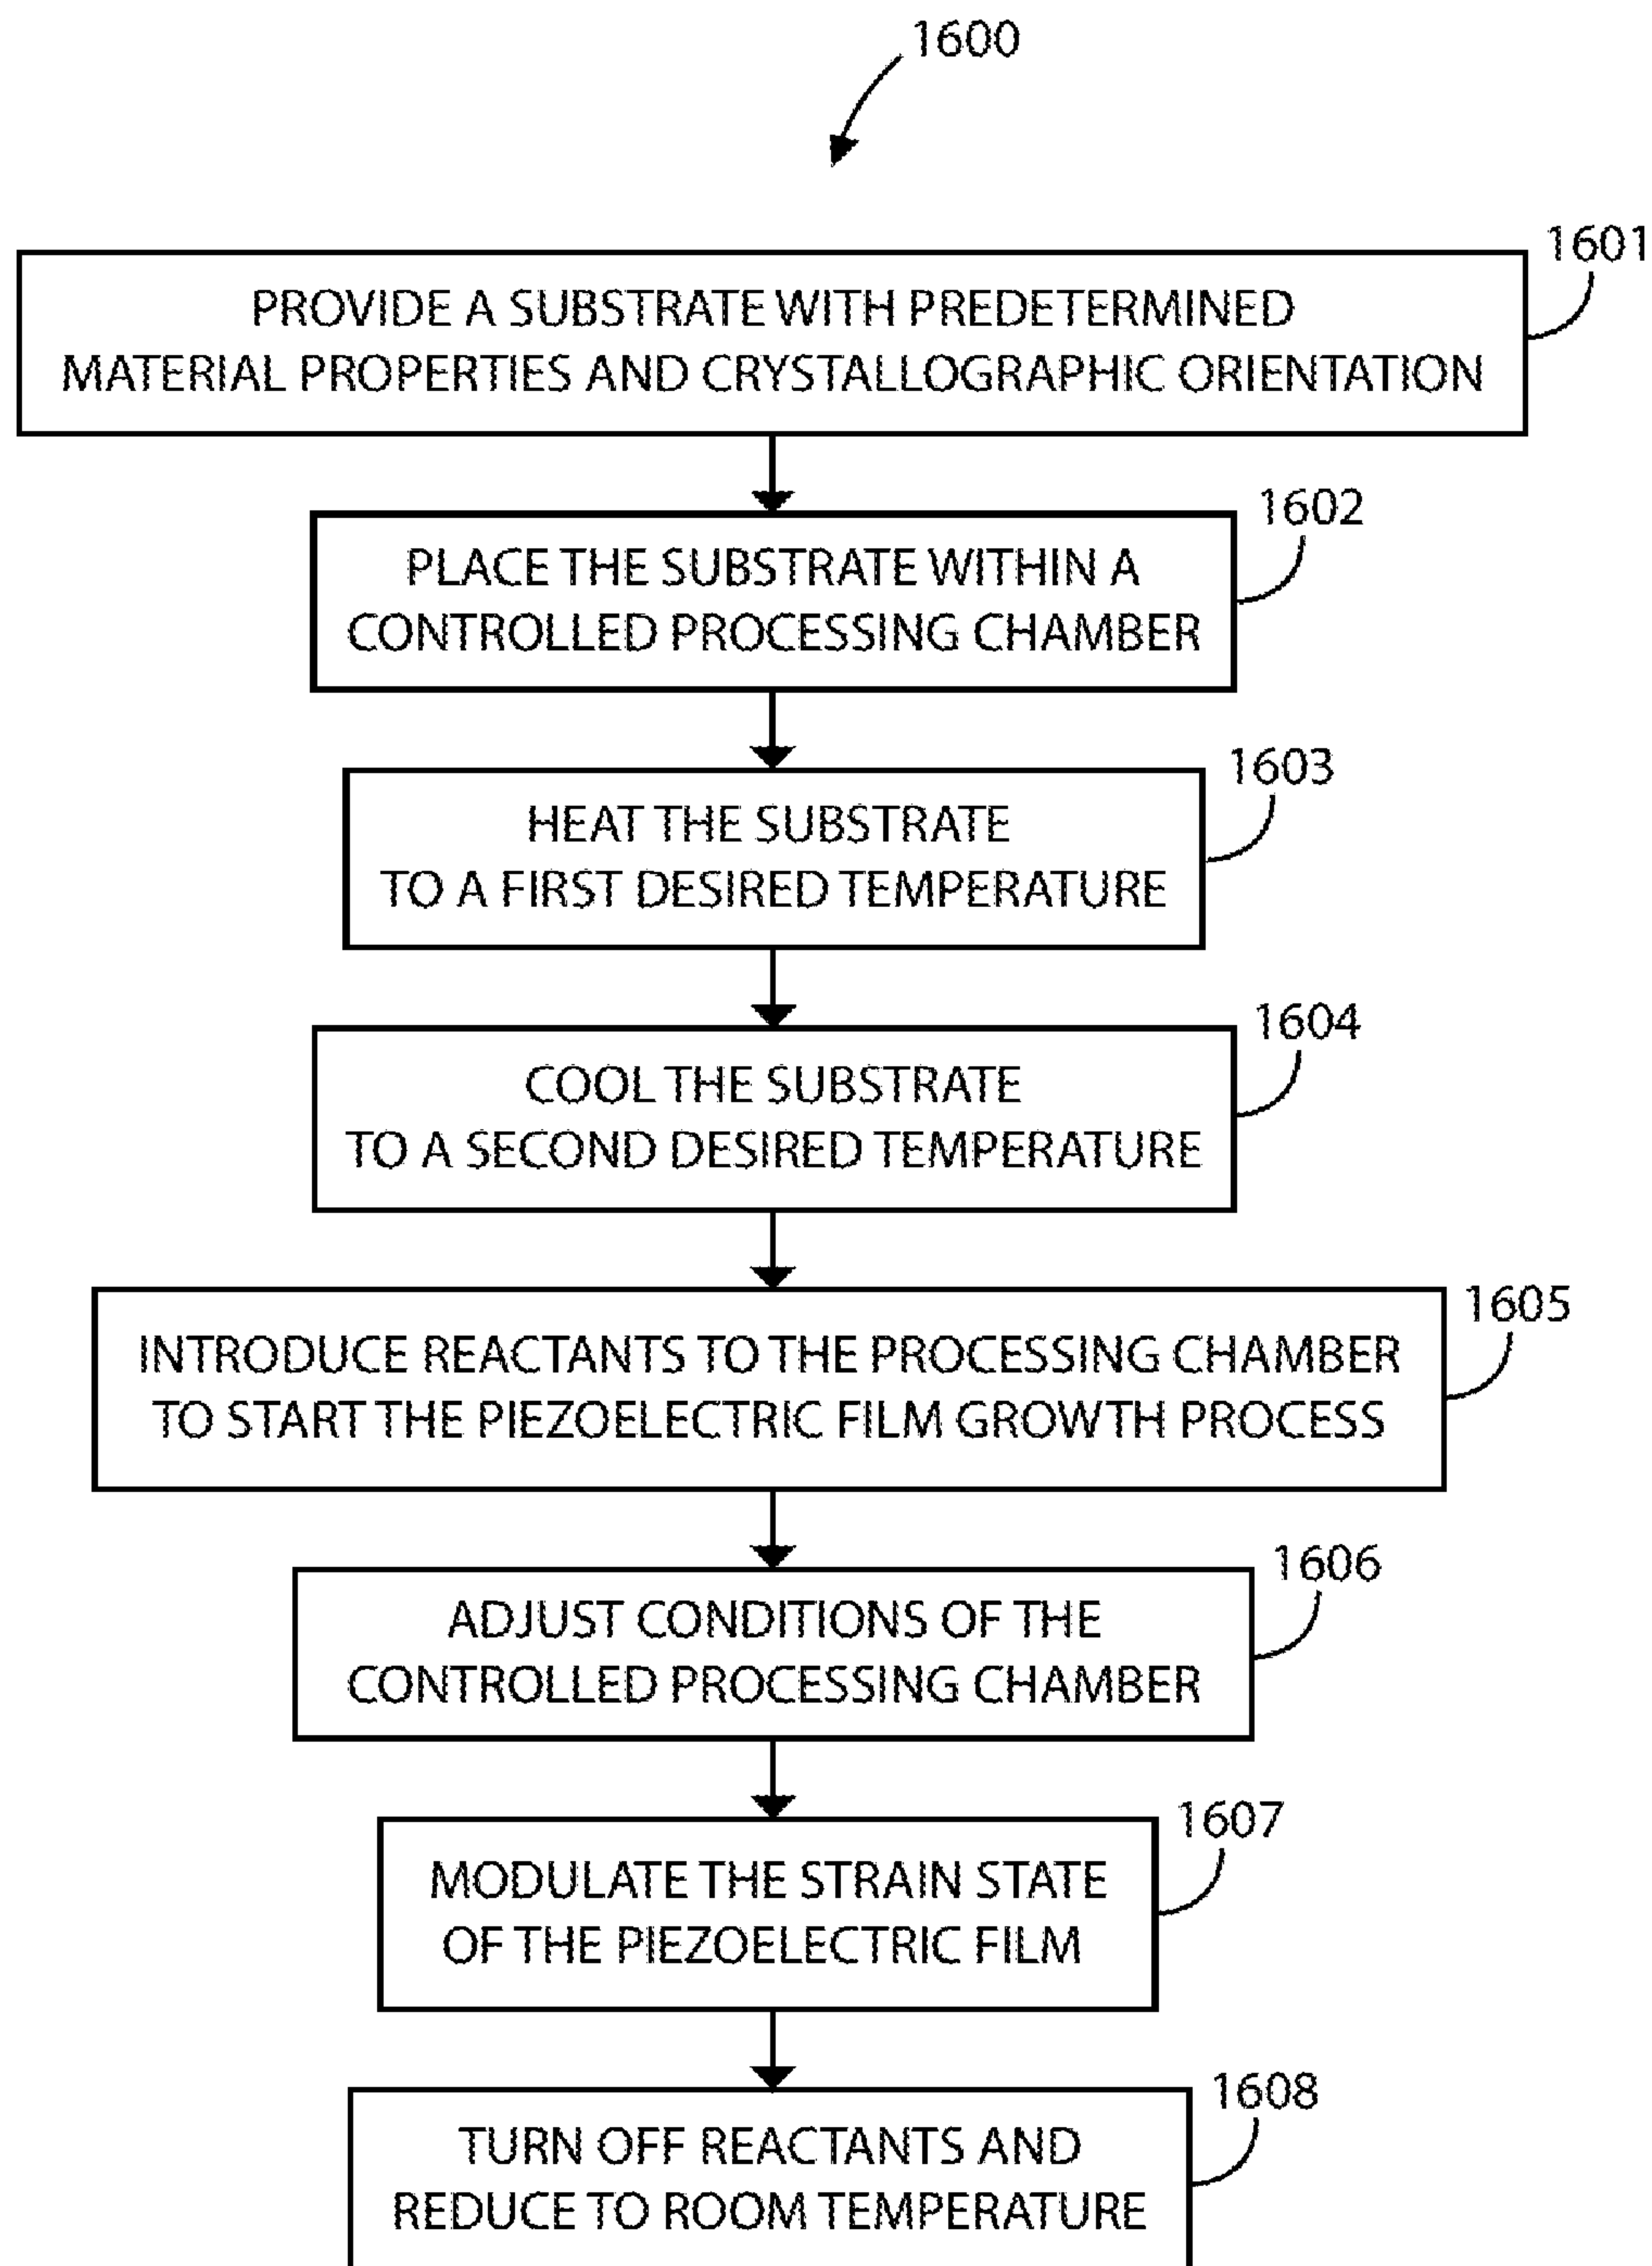 1600
1601
PROVIDE A SUBSTRATE WITH PREDETERMINED
MATERIAL PROPERTIES AND CRYSTALLOGRAPHIC ORIENTATION
1602
PLACE THE SUBSTRATE WITHIN A
CONTROLLED PROCESSING CHAMBER
1603
HEAT THE SUBSTRATE
TO A FIRST DESIRED TEMPERATURE
1604
COOL THE SUBSTRATE
TO A SECOND DESIRED TEMPERATURE
1605
INTRODUCE REACTANTS TO THE PROCESSING CHAMBER
TO START THE PIEZOELECTRIC FILM GROWTH PROCESS
1606
ADJUST CONDITIONS OF THE
CONTROLLED PROCESSING CHAMBER
1607
MODULATE THE STRAIN STATE
OF THE PIEZOELECTRIC FILM
1608
TURN OFF REACTANTS AND
REDUCE TO ROOM TEMPERATURE